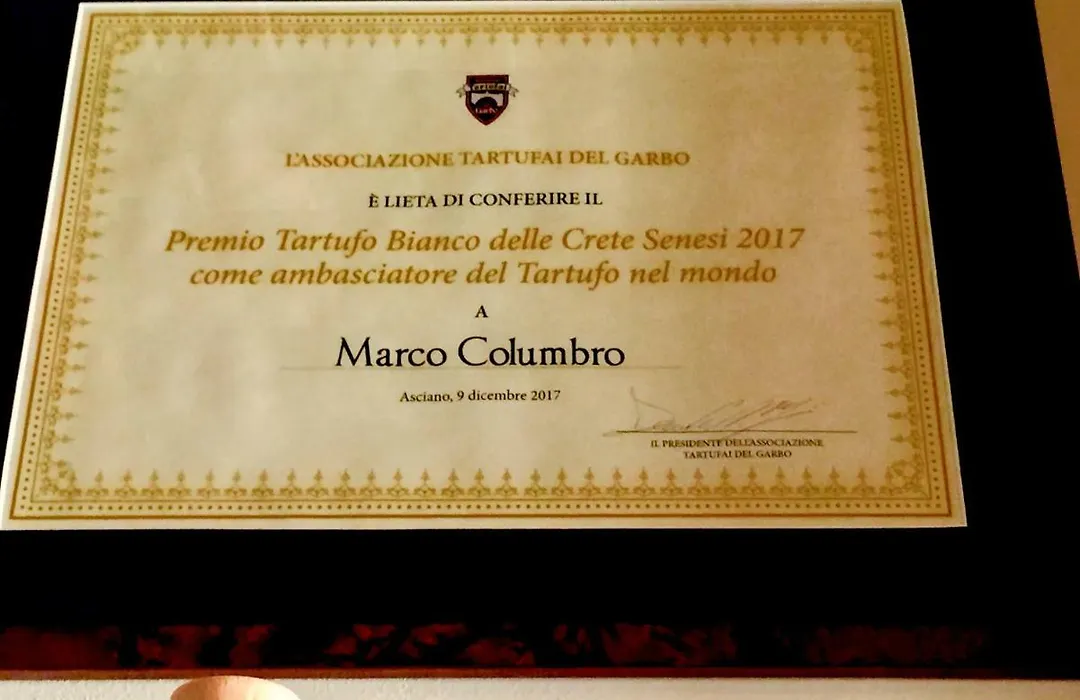 L'ASSOCIAZIONE TARTUFAI DEL GARBO
È LIETA DI CONFERIRE IL
Premio Tartufo Bianco delle Crete Senesi 2017
come ambasciatore del Tartufo nel mondo
A
Marco Columbro
Asciano, 9 dicembre 2017
IL PRESIDENTE DELL'ASSOCIAZIONE
TARTUFAI DEL GARBO